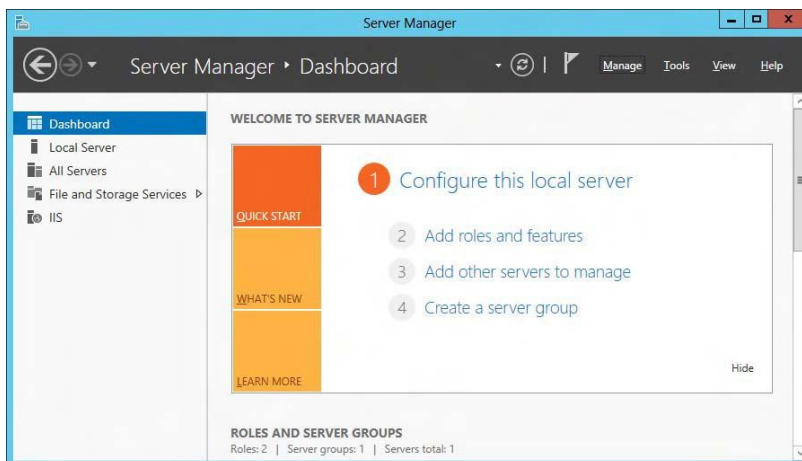 Server Manager
Server Manager • Dashboard
Manage Tools View Help
Dashboard
Local Server
All Servers
File and Storage Services
IIS
WELCOME TO SERVER MANAGER
QUICK START
WHAT'S NEW
LEARN MORE
1 Configure this local server
2 Add roles and features
3 Add other servers to manage
4 Create a server group
Hide
ROLES AND SERVER GROUPS
Roles: 2 | Server groups: 1 | Servers total: 1